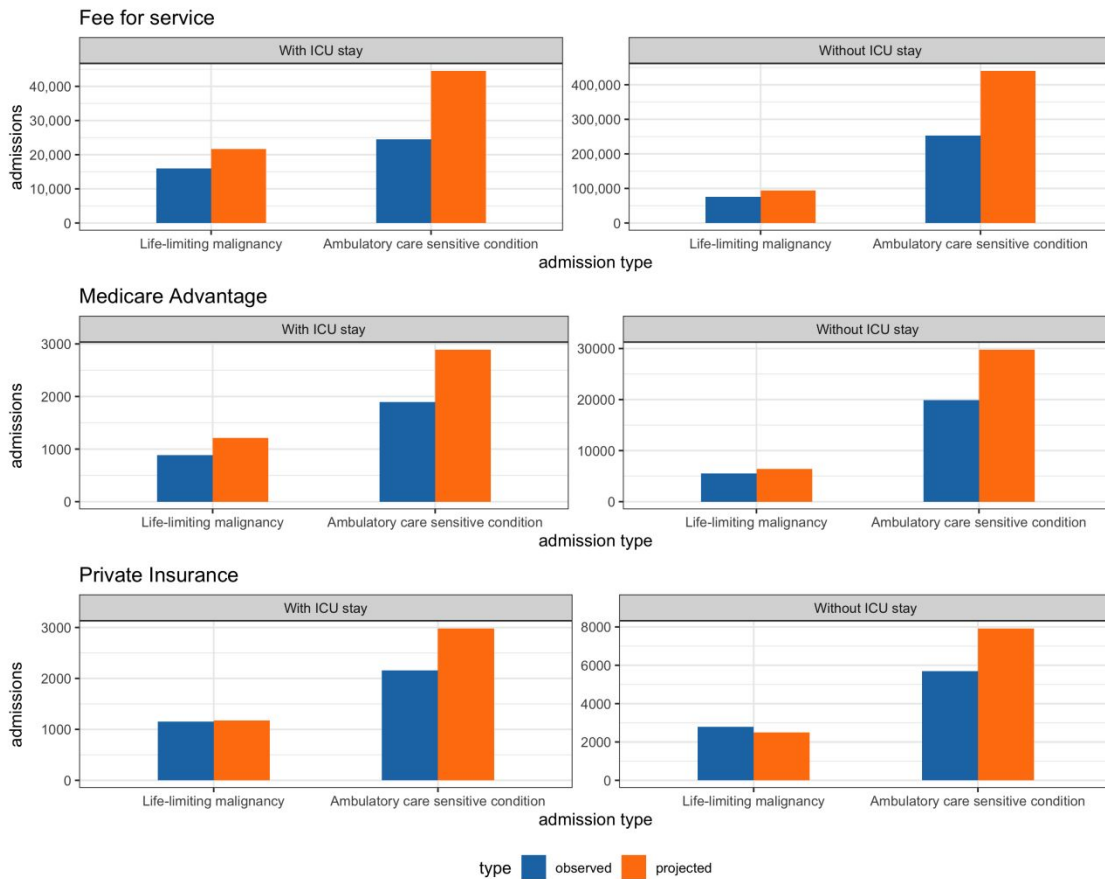 Fee for service
With ICU stay
Without ICU stay
admissions
40,000
30,000
20,000
10,000
0
400,000
300,000
200,000
100,000
0
Life-limiting malignancy
Ambulatory care sensitive condition
Life-limiting malignancy
Ambulatory care sensitive condition
admission type
Medicare Advantage
With ICU stay
Without ICU stay
admissions
3000
2000
1000
0
30000
20000
10000
0
Life-limiting malignancy
Ambulatory care sensitive condition
Life-limiting malignancy
Ambulatory care sensitive condition
admission type
Private Insurance
With ICU stay
Without ICU stay
admissions
3000
2000
1000
0
8000
6000
4000
2000
0
Life-limiting malignancy
Ambulatory care sensitive condition
Life-limiting malignancy
Ambulatory care sensitive condition
admission type
type observed projected